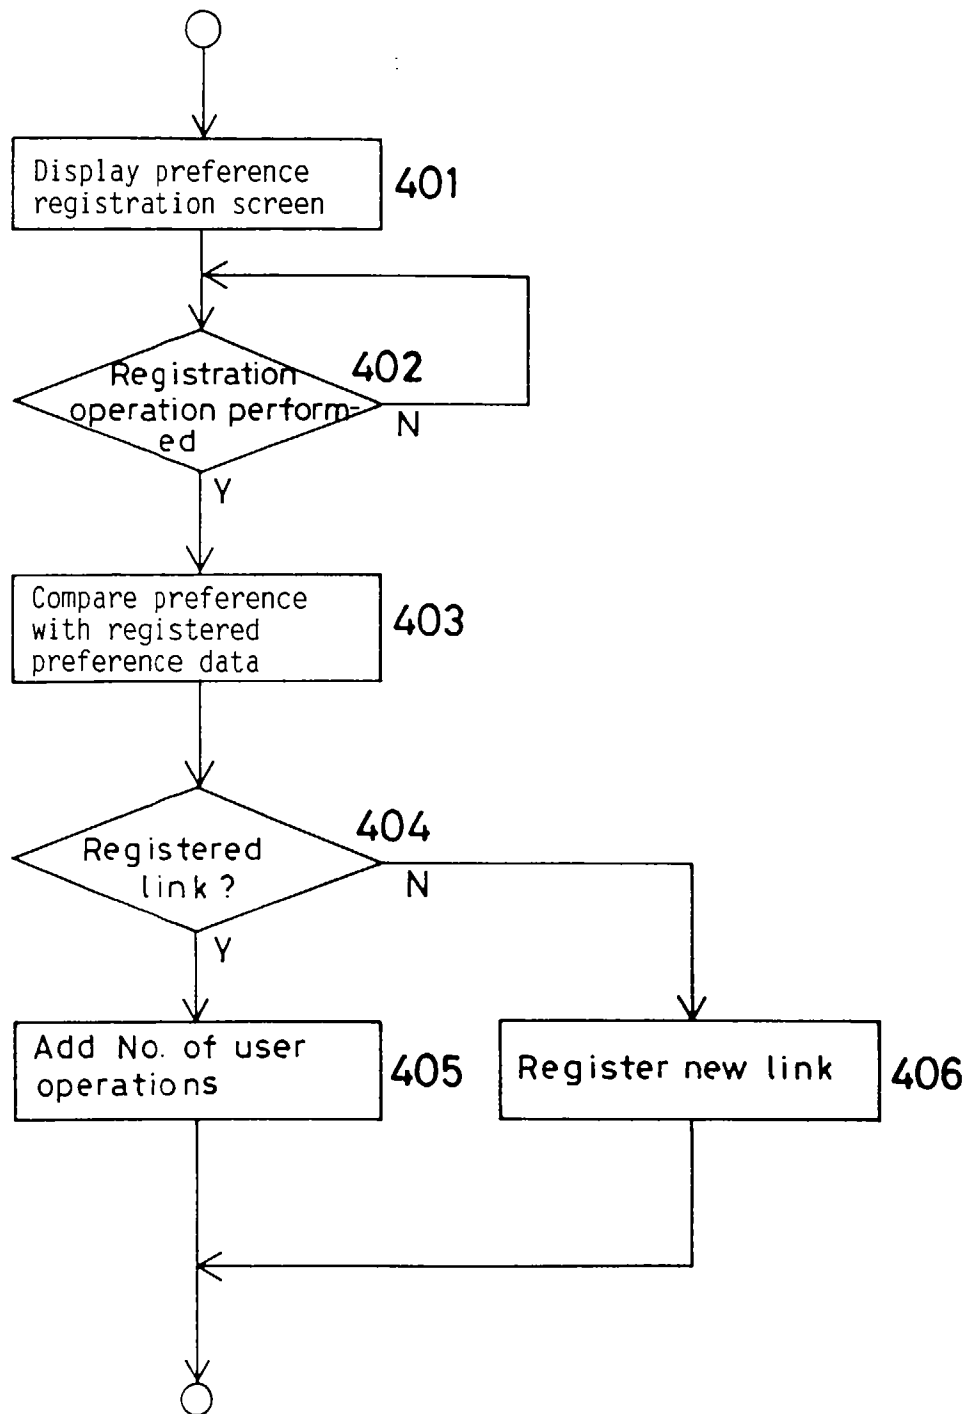 Display preference
registration screen
401
402
Registration
operation perform-
ed
N
Y
Compare preference
with registered
preference data
403
404
Registered
link?
N
Y
Add No. of user
operations
405
Register new link
406